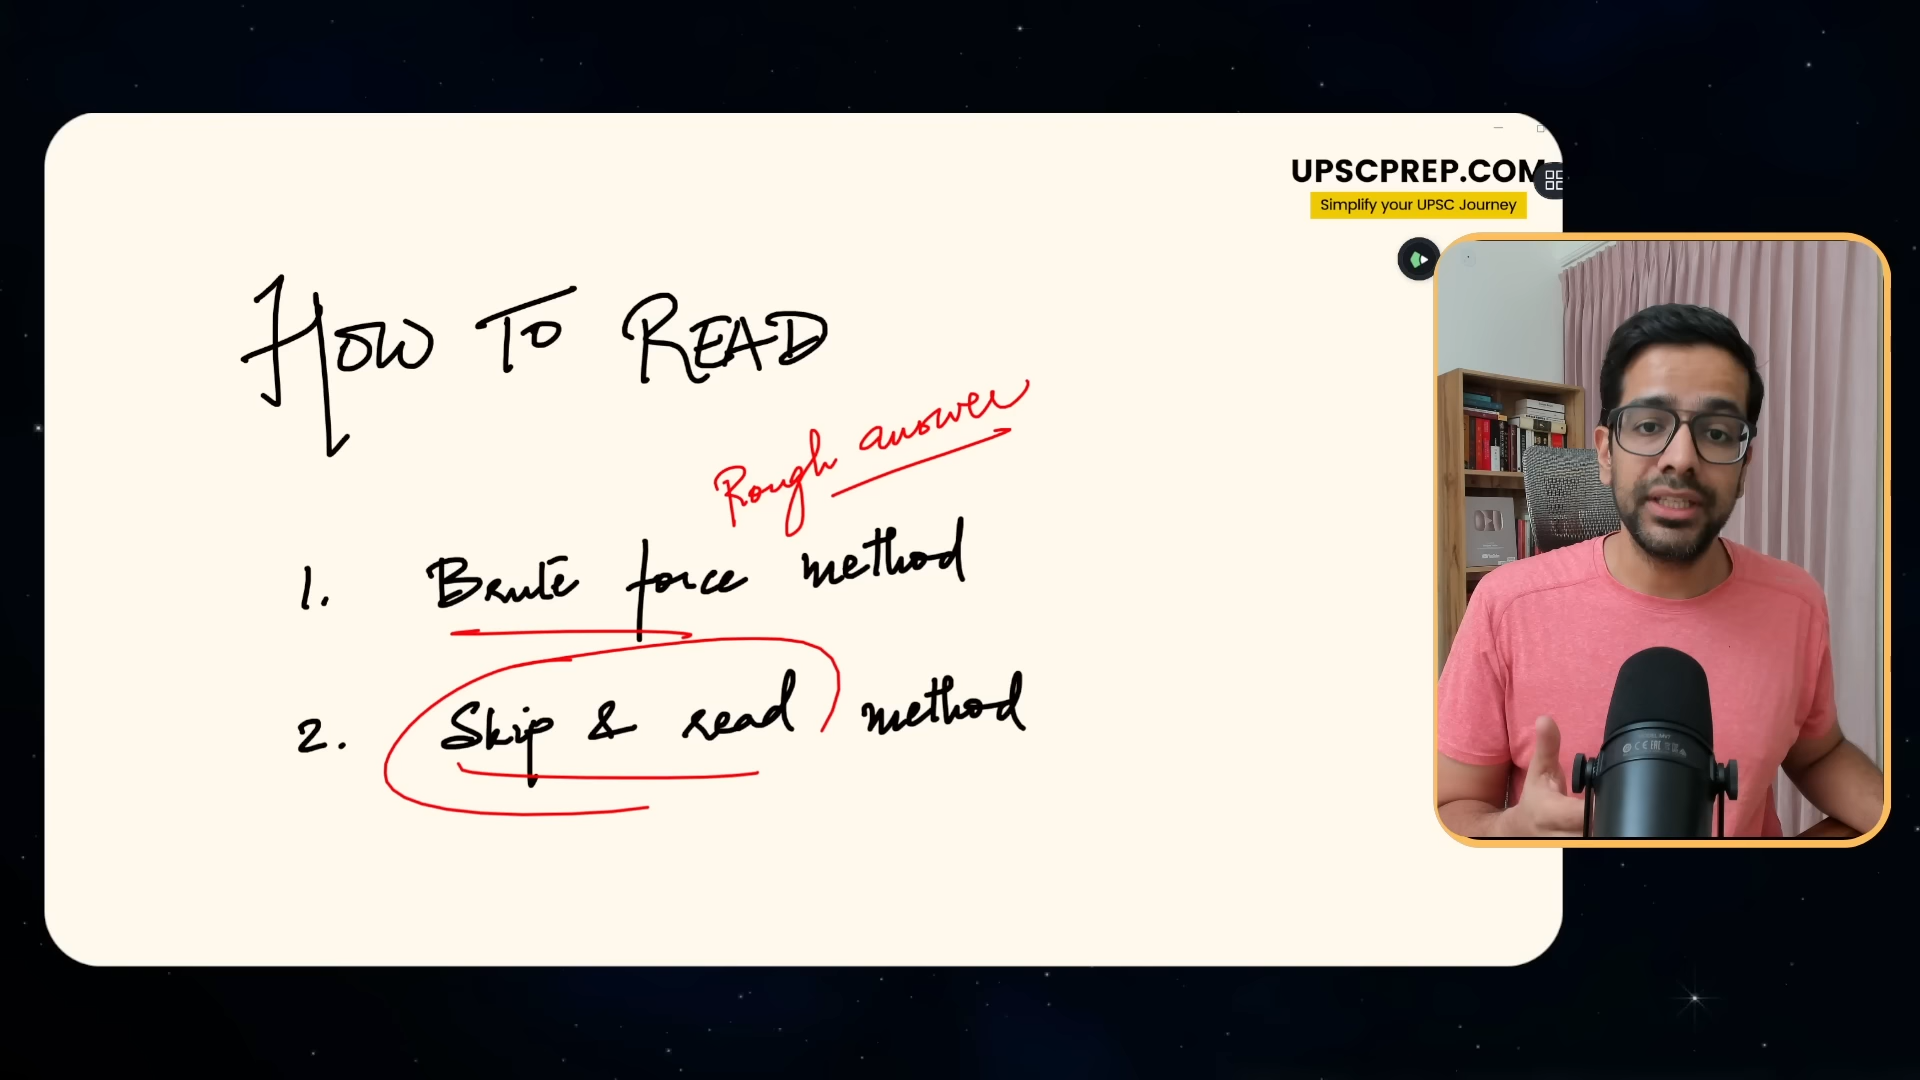 UPSCPREP.COM
Simplify your UPSC Journey
How To READ
Rough answer
1. Brute force method
2. Skip & read method